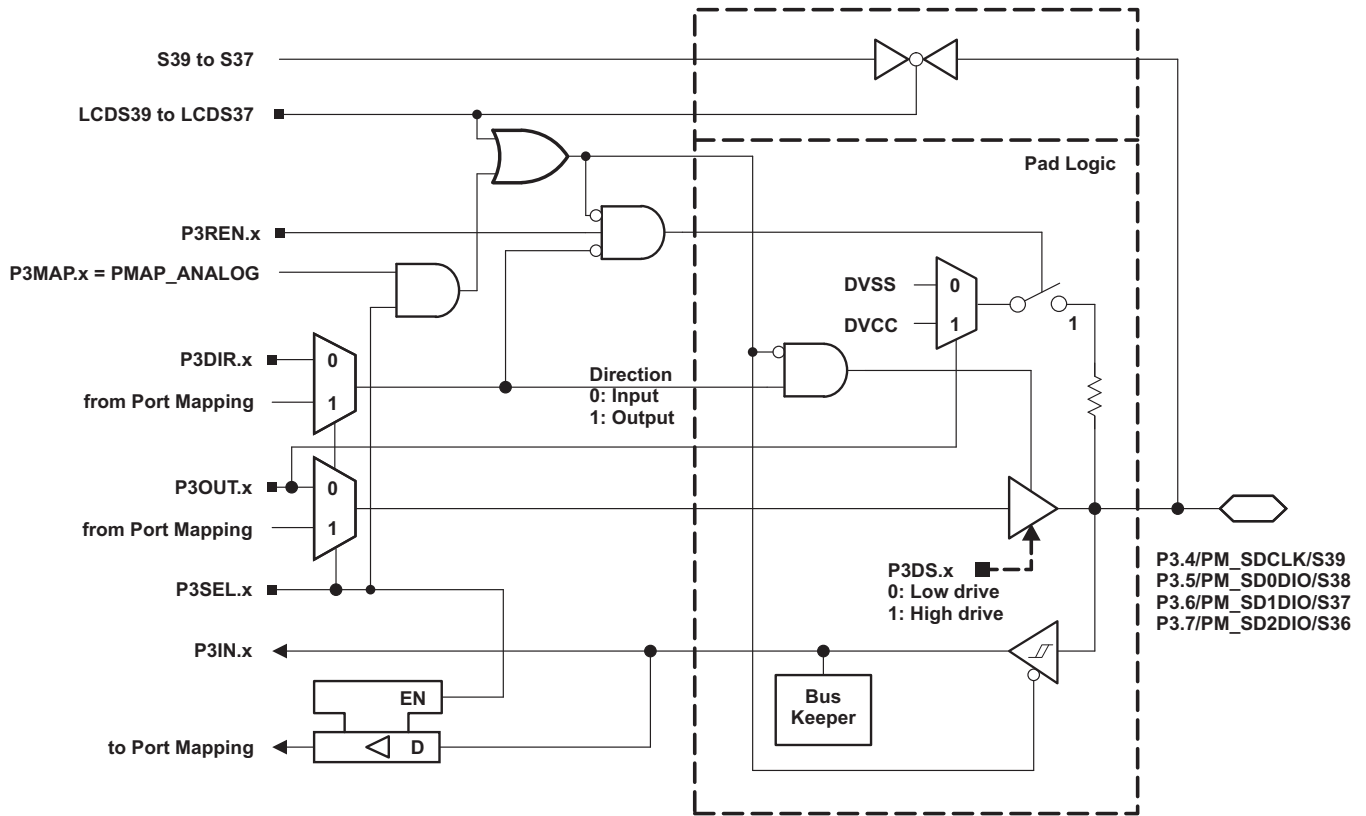 S39 to S37
LCDS39 to LCDS37
Pad Logic
P3REN.x
P3MAP.x = PMAP_ANALOG
DVSS
0
DVCC
1
1
P3DIR.x
0
from Port Mapping
1
Direction
0: Input
1: Output
P3OUT.x
0
from Port Mapping
1
P3DS.x
0: Low drive
1: High drive
P3.4/PM_SDCLK/S39
P3.5/PM_SD0DIO/S38
P3.6/PM_SD1DIO/S37
P3.7/PM_SD2DIO/S36
P3SEL.x
P3IN.x
EN
Bus
Keeper
to Port Mapping
D